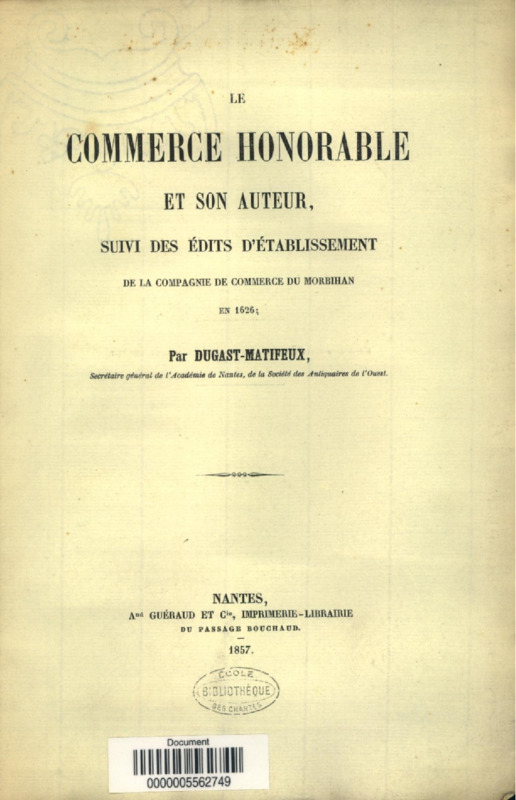 LE
COMMERCE HONORABLE
ET SON AUTEUR,
SUIVI DES ÉDITS D'ÉTABLISSEMENT
DE LA COMPAGNIE DE COMMERCE DU MORBIHAN
EN 1626;
Par DUGAST-MATIFEUX,
Secrétaire général de l'Académie de Nantes, de la Société des Antiquaires de l'Ouest.
NANTES,
And GUÉRAUD ET Cie, IMPRIMERIE-LIBRAIRIE
DU PASSAGE BOUCHAUD.
1857.
ÉCOLE
BIBLIOTHÈQUE
DES CHARTES
Document
0000005562749